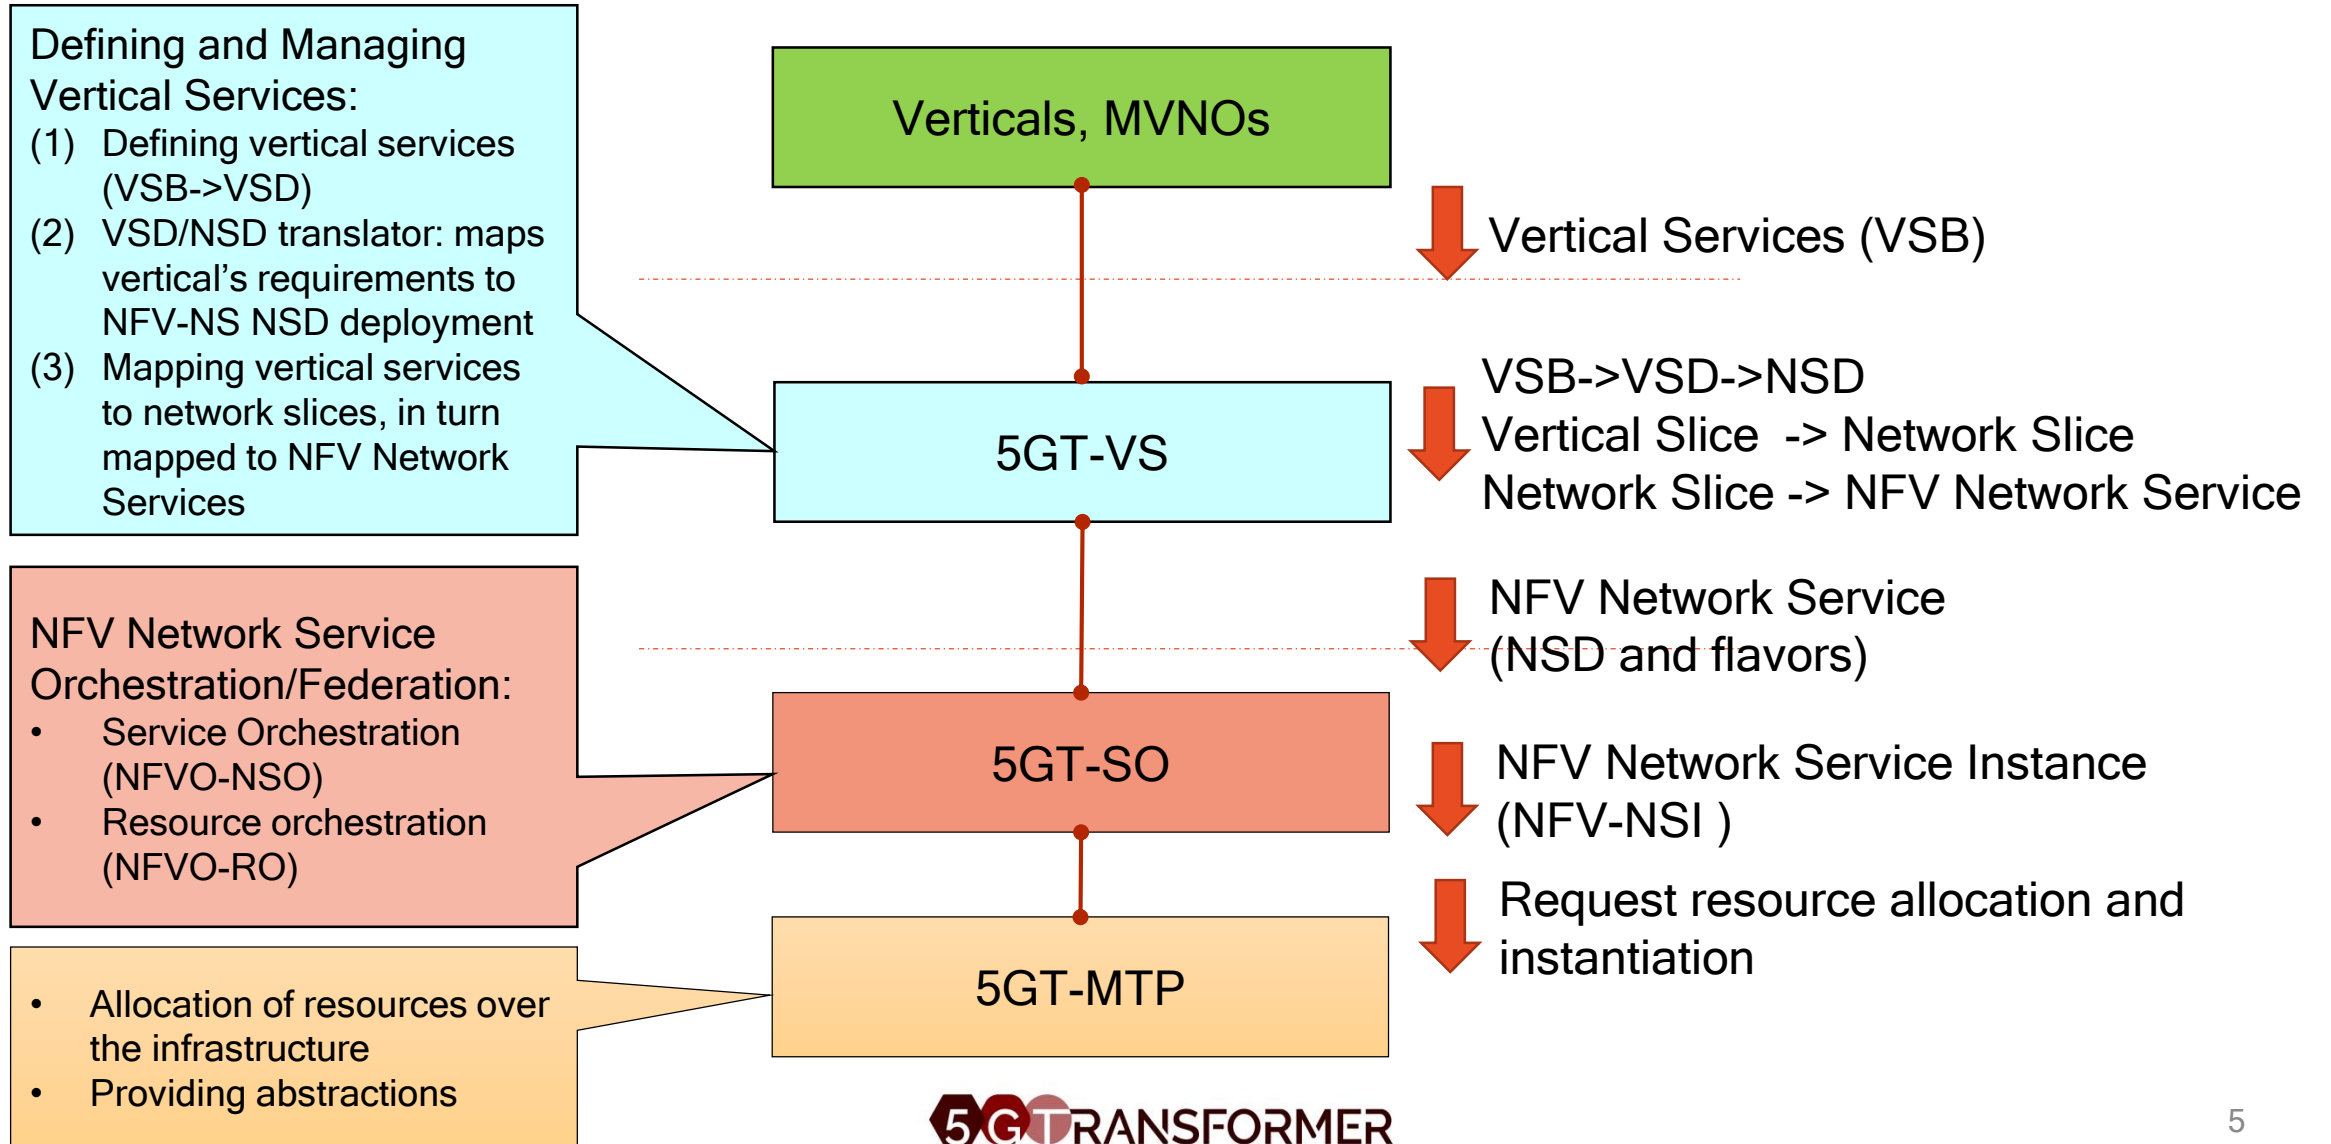 Defining and Managing
Vertical Services:
(1) Defining vertical services
(VSB->VSD)
(2) VSD/NSD translator: maps
vertical’s requirements to
NFV-NS NSD deployment
(3) Mapping vertical services
to network slices, in turn
mapped to NFV Network
Services
NFV Network Service
Orchestration/Federation:
• Service Orchestration
(NFVO-NSO)
• Resource orchestration
(NFVO-RO)
• Allocation of resources over
the infrastructure
• Providing abstractions
Verticals, MVNOs
5GT-VS
5GT-SO
5GT-MTP
Vertical Services (VSB)
VSB->VSD->NSD
Vertical Slice -> Network Slice
Network Slice -> NFV Network Service
NFV Network Service
(NSD and flavors)
NFV Network Service Instance
(NFV-NSI )
Request resource allocation and
instantiation
5GTRANSFORMER
5